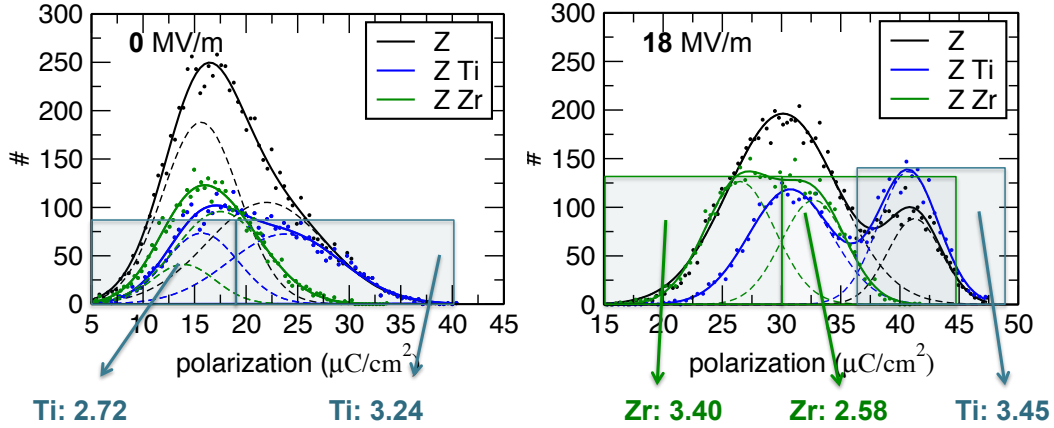 0 MV/m
Z
Z Ti
Z Zr
300
250
200
150
100
50
0
#
5 10 15 20 25 30 35 40 45
polarization (μC/cm²)
Ti: 2.72
Ti: 3.24
18 MV/m
Z
Z Ti
Z Zr
300
250
200
150
100
50
0
#
15 20 25 30 35 40 45 50
polarization (μC/cm²)
Zr: 3.40
Zr: 2.58
Ti: 3.45